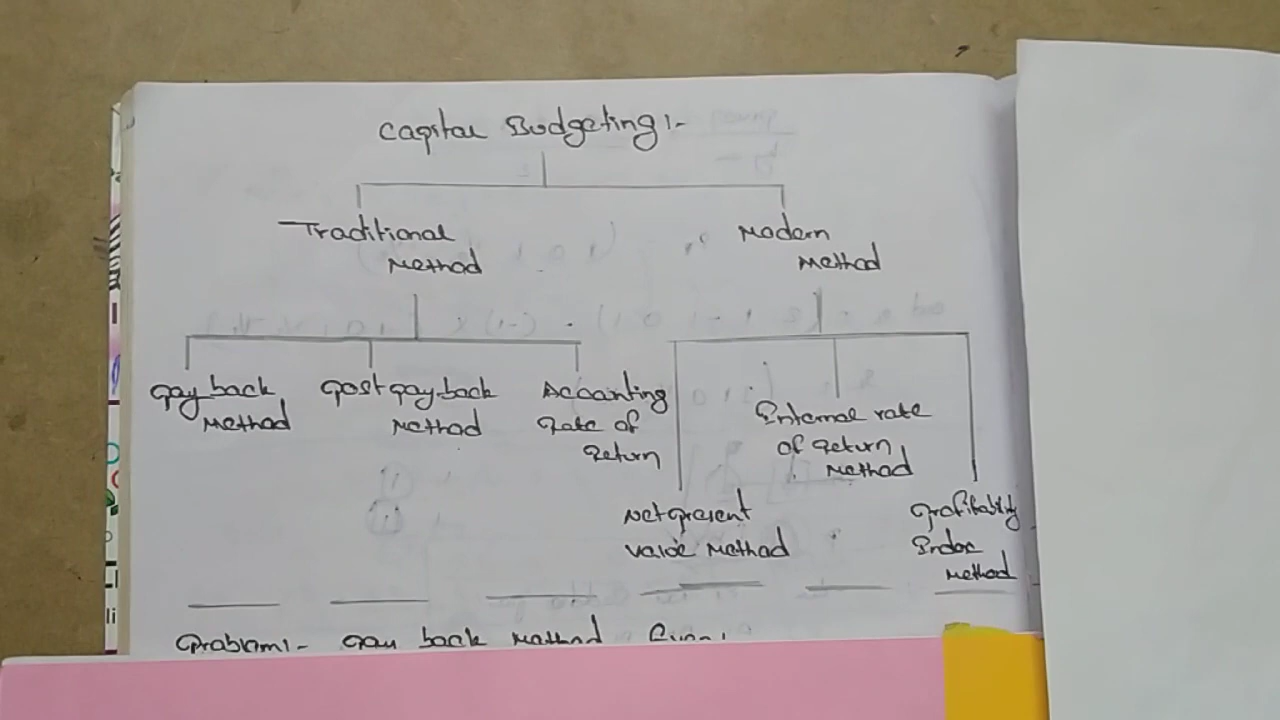 Capital Budgeting:-
Traditional
Method
Modern
Method
Pay back
Method
Post pay-back
Method
Accounting
Rate of
Return
Internal rate
of Return
Method
Net present
Value Method
Profitability
Index
Method
Problem:- Pay back Method